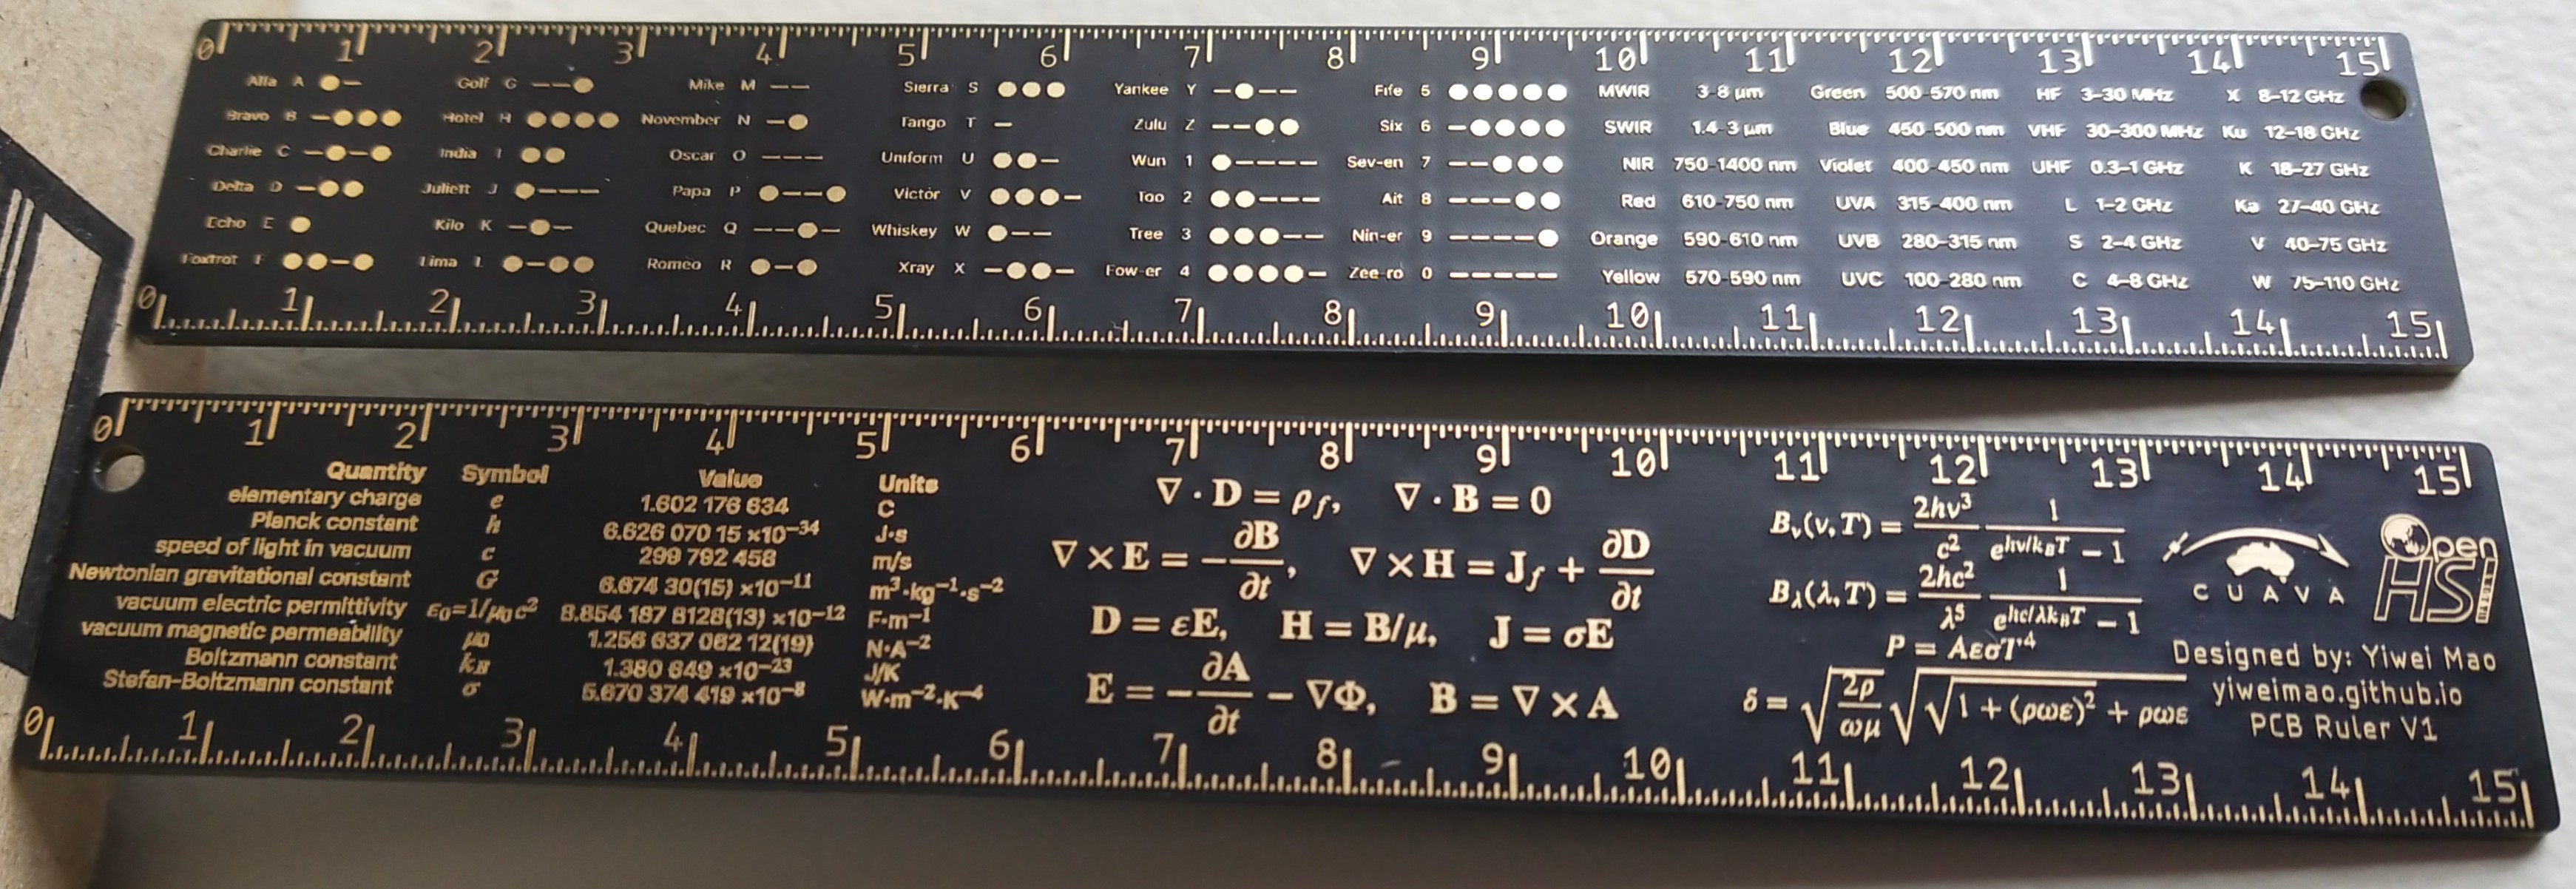 0 1 2 3 4 5 6 7 8 9 10 11 12 13 14 15
Alfa A ●— Golf G ——● Mike M —— Sierra S ●●● Yankee Y —●—— Fife 5 ●●●●● MWIR 3-8 µm Green 500-570 nm HF 3–30 MHz X 8–12 GHz
Bravo B —●●● Hotel H ●●●● November N —● Tango T — Zulu Z ——●● Six 6 —●●●● SWIR 1.4-3 µm Blue 450-500 nm VHF 30–300 MHz Ku 12–18 GHz
Charlie C —●—● India I ●● Oscar O ——— Uniform U ●●— Wun 1 ●———— Sev-en 7 ——●●● NIR 750-1400 nm Violet 400-450 nm UHF 0.3–1 GHz K 18–27 GHz
Delta D —●● Juliett J ●——— Papa P ●——● Victor V ●●●— Too 2 ●●——— Ait 8 ———●● Red 610-750 nm UVA 315-400 nm L 1–2 GHz Ka 27–40 GHz
Echo E ● Kilo K —●— Quebec Q ——●— Whiskey W ●—— Tree 3 ●●●—— Nin-er 9 ————● Orange 590-610 nm UVB 280-315 nm S 2–4 GHz V 40–75 GHz
Foxtrot F ●●—● Lima L ●—●● Romeo R ●—● Xray X —●●— Fow-er 4 ●●●●— Zee-ro 0 ————— Yellow 570-590 nm UVC 100-280 nm C 4–8 GHz W 75–110 GHz
0 1 2 3 4 5 6 7 8 9 10 11 12 13 14 15
0 1 2 3 4 5 6 7 8 9 10 11 12 13 14 15
Quantity Symbol Value Units
elementary charge e 1.602 176 634 C
Planck constant h 6.626 070 15 ×10⁻³⁴ J·s
speed of light in vacuum c 299 792 458 m/s
Newtonian gravitational constant G 6.674 30(15) ×10⁻¹¹ m³·kg⁻¹·s⁻²
vacuum electric permittivity ε₀=1/μ₀c² 8.854 187 8128(13) ×10⁻¹² F·m⁻¹
vacuum magnetic permeability μ₀ 1.256 637 062 12(19) N·A⁻²
Boltzmann constant k_B 1.380 649 ×10⁻²³ J/K
Stefan-Boltzmann constant σ 5.670 374 419 ×10⁻⁸ W·m⁻²·K⁻⁴
∇ · D = ρ_f, ∇ · B = 0
∇ × E = −∂B/∂t, ∇ × H = J_f + ∂D/∂t
D = εE, H = B/μ, J = σE
E = −∂A/∂t − ∇Φ, B = ∇ × A
B_ν(ν, T) = 2hν³/c² 1/(e^(hν/k_BT) − 1)
B_λ(λ, T) = 2hc²/λ⁵ 1/(e^(hc/λk_BT) − 1)
P = AεσT⁴
δ = √(2ρ/ωμ) √(√(1 + (ρωε)²) + ρωε)
CUAVA
Open
HSI
Designed by: Yiwei Mao
yiweimao.github.io
PCB Ruler V1
0 1 2 3 4 5 6 7 8 9 10 11 12 13 14 15